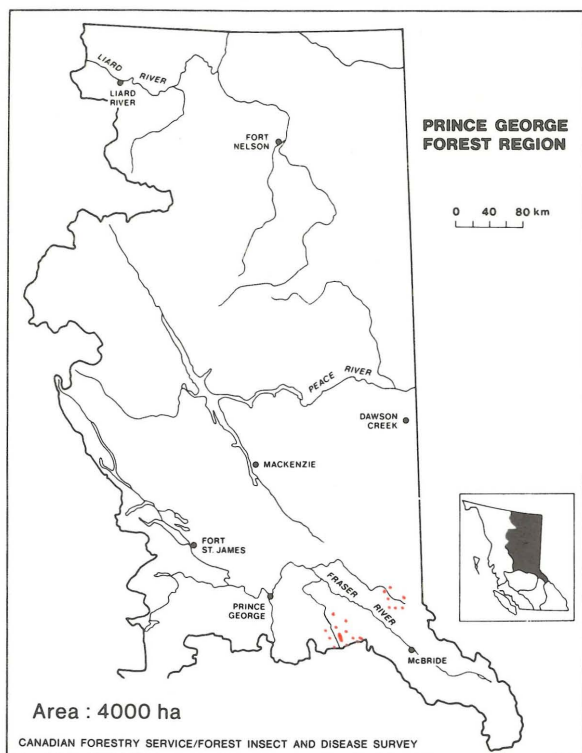 LIARD RIVER
LIARD
RIVER
FORT
NELSON
PRINCE GEORGE
FOREST REGION
0 40 80 km
PEACE RIVER
DAWSON
CREEK
MACKENZIE
FORT
ST. JAMES
FRASER RIVER
PRINCE
GEORGE
McBRIDE
Area : 4000 ha
CANADIAN FORESTRY SERVICE/FOREST INSECT AND DISEASE SURVEY